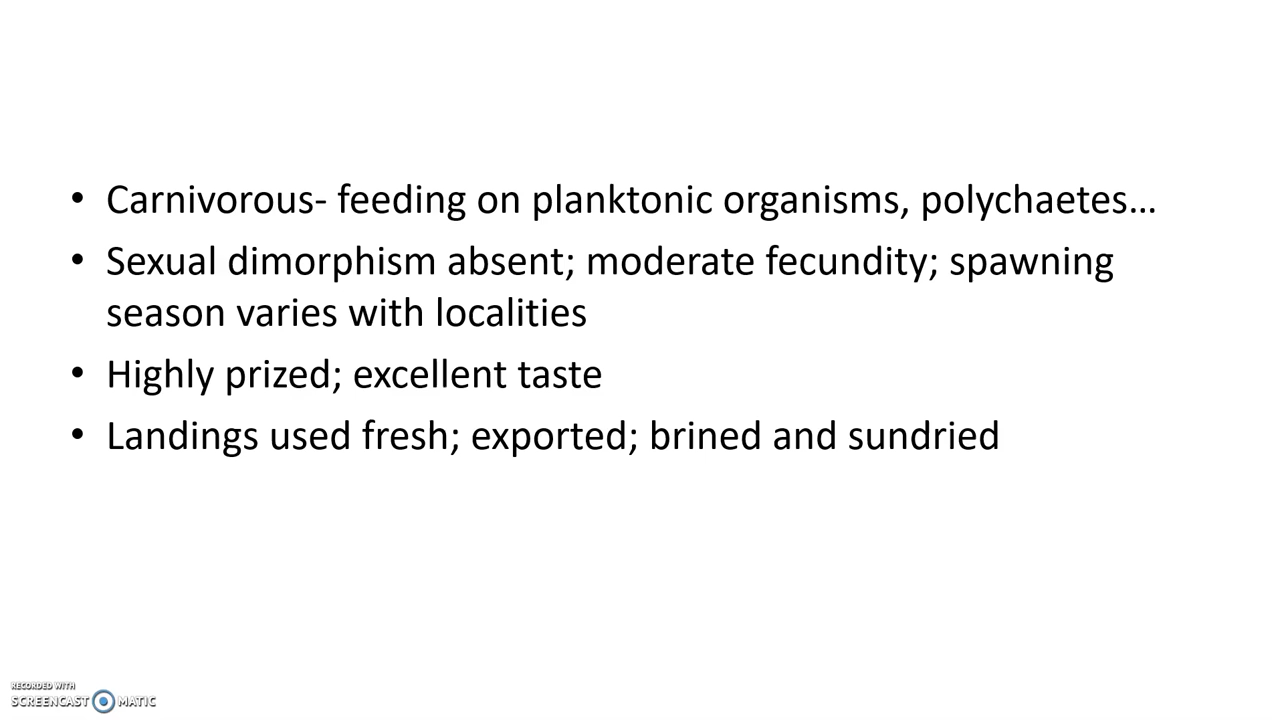 • Carnivorous- feeding on planktonic organisms, polychaetes…
• Sexual dimorphism absent; moderate fecundity; spawning
season varies with localities
• Highly prized; excellent taste
• Landings used fresh; exported; brined and sundried
RECORDED WITH
SCREENCAST MATIC